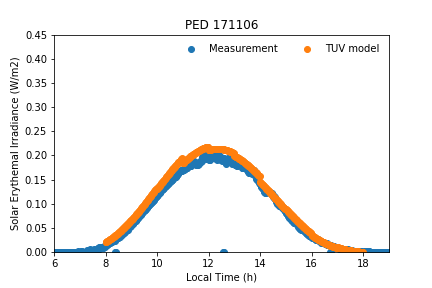 PED 171106
Measurement
TUV model
Solar Erythemal Irradiance (W/m2)
0.45
0.40
0.35
0.30
0.25
0.20
0.15
0.10
0.05
0.00
6 8 10 12 14 16 18
Local Time (h)